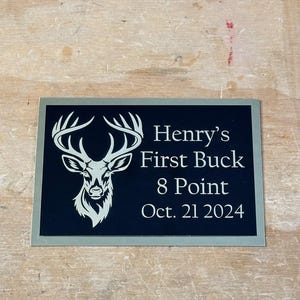 Henry's
First Buck
8 Point
Oct. 21 2024